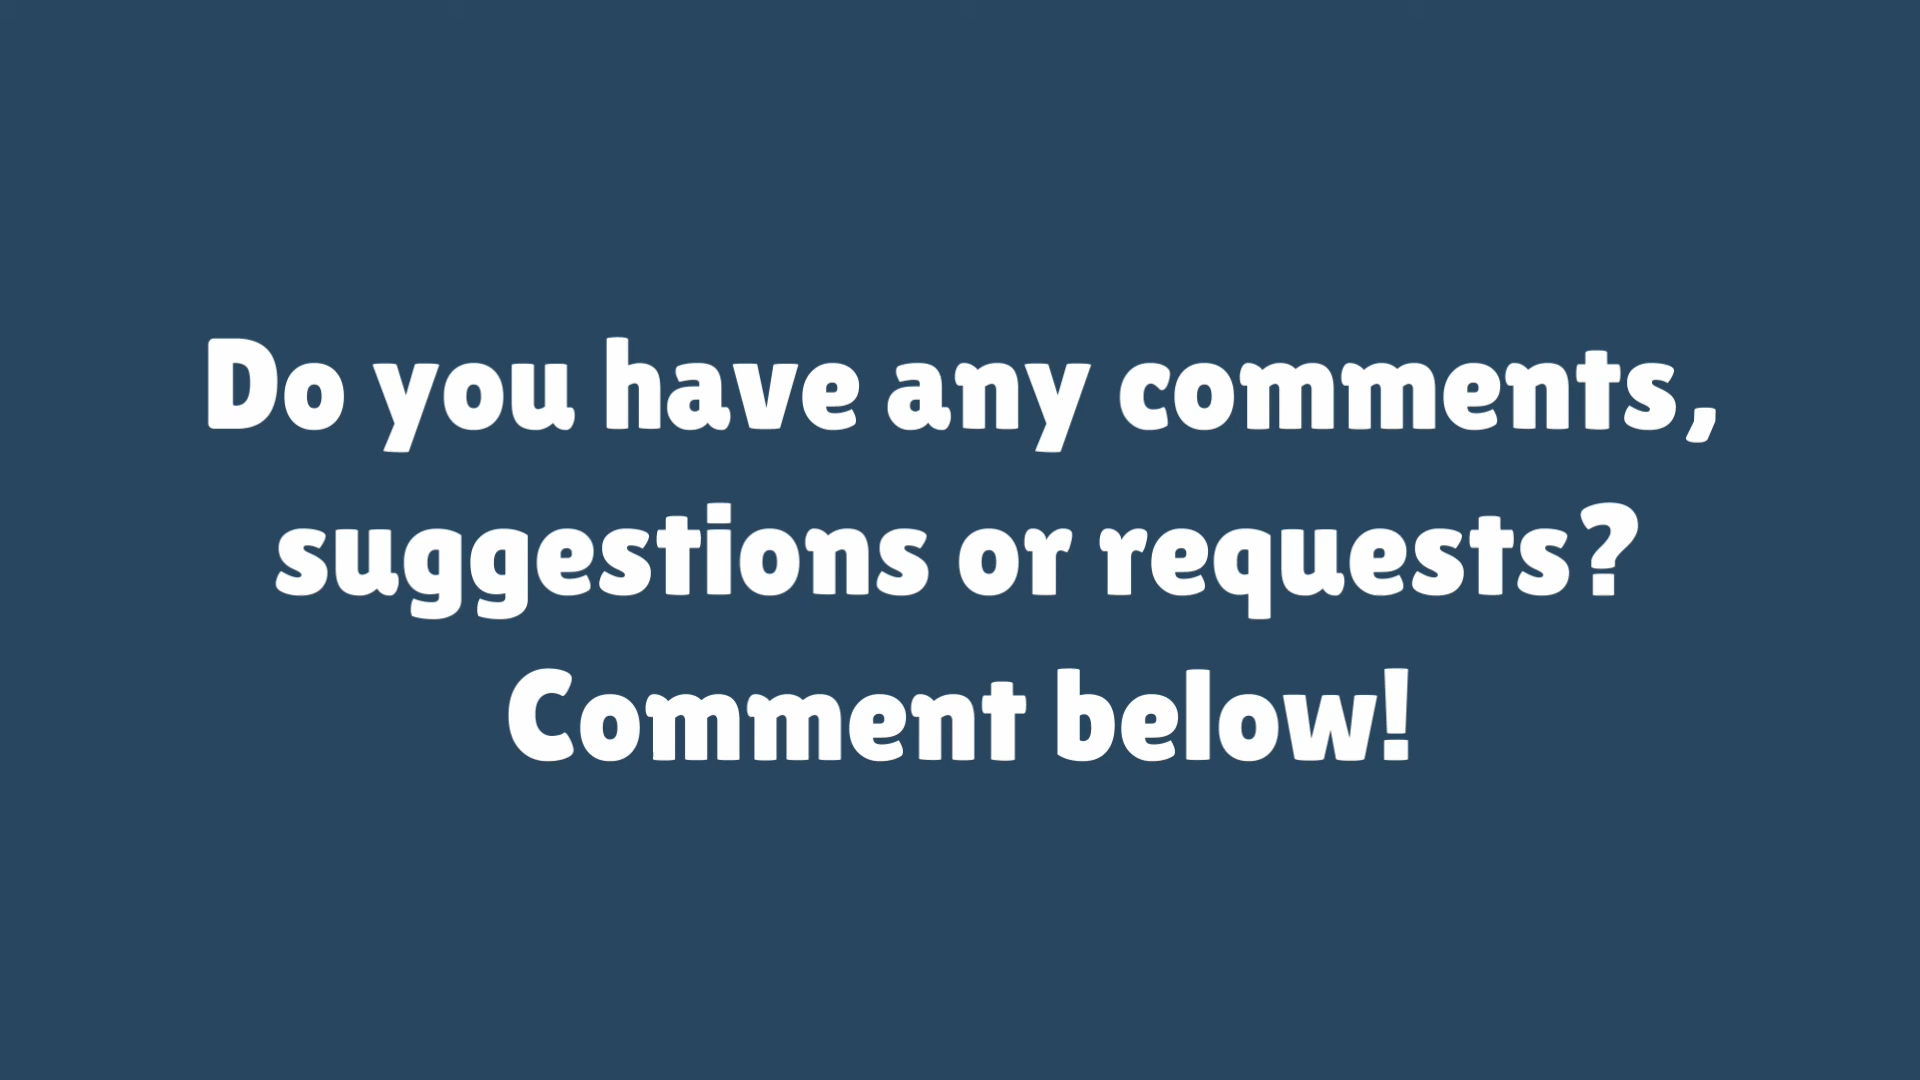 Do you have any comments,
suggestions or requests?
Comment below!